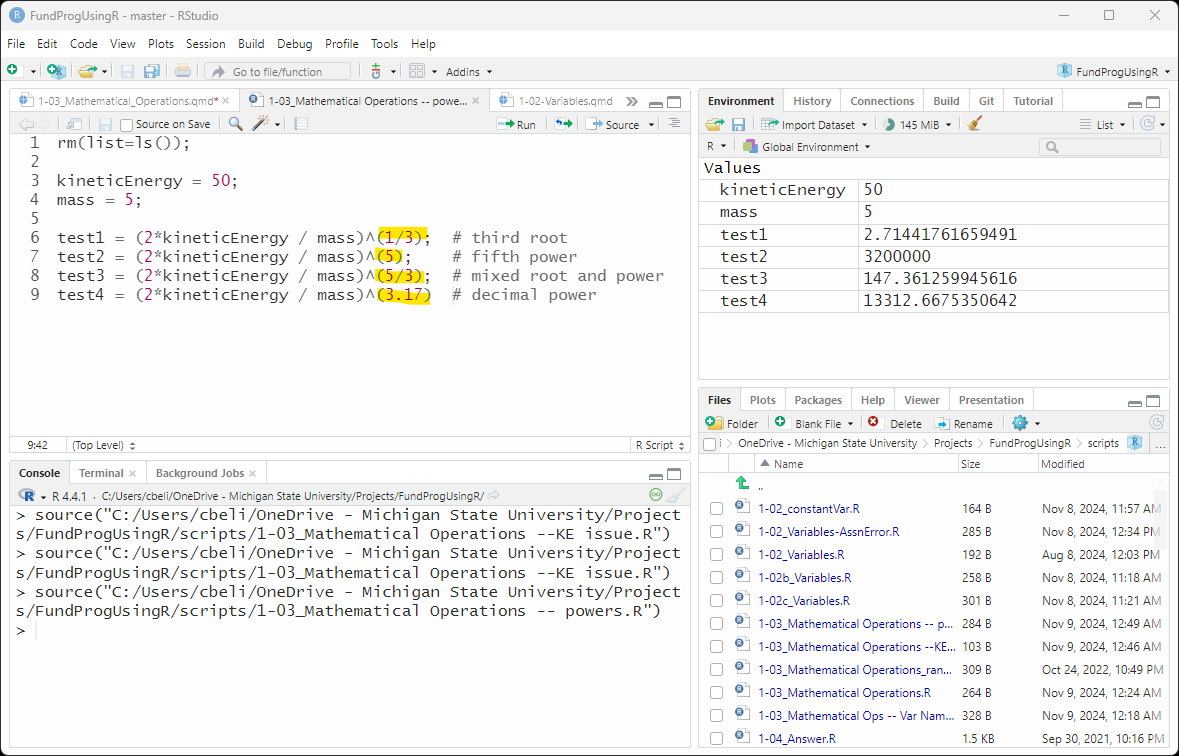 FundProgUsingR - master - RStudio
File Edit Code View Plots Session Build Debug Profile Tools Help
Go to file/function Addins FundProgUsingR
1-03_Mathematical_Operations.qmd* 1-03_Mathematical Operations -- powe... 1-02-Variables.qmd
Source on Save Run Source
1 rm(list=ls());
2
3 kineticEnergy = 50;
4 mass = 5;
5
6 test1 = (2*kineticEnergy / mass)^(1/3); # third root
7 test2 = (2*kineticEnergy / mass)^(5); # fifth power
8 test3 = (2*kineticEnergy / mass)^(5/3); # mixed root and power
9 test4 = (2*kineticEnergy / mass)^(3.17) # decimal power
9:42 (Top Level) R Script
Console Terminal Background Jobs
R 4.4.1 · C:/Users/cbeli/OneDrive - Michigan State University/Projects/FundProgUsingR/
> source("C:/Users/cbeli/OneDrive - Michigan State University/Project
s/FundProgUsingR/scripts/1-03_Mathematical Operations --KE issue.R")
> source("C:/Users/cbeli/OneDrive - Michigan State University/Project
s/FundProgUsingR/scripts/1-03_Mathematical Operations --KE issue.R")
> source("C:/Users/cbeli/OneDrive - Michigan State University/Project
s/FundProgUsingR/scripts/1-03_Mathematical Operations -- powers.R")
>
Environment History Connections Build Git Tutorial
Import Dataset 145 MiB List
R Global Environment
Values
kineticEnergy 50
mass 5
test1 2.71441761659491
test2 3200000
test3 147.361259945616
test4 13312.6675350642
Files Plots Packages Help Viewer Presentation
Folder Blank File Delete Rename
OneDrive - Michigan State University Projects FundProgUsingR scripts ...
Name Size Modified
..
1-02_constantVar.R 164 B Nov 8, 2024, 11:57 AM
1-02_Variables-AssnError.R 285 B Nov 8, 2024, 12:34 PM
1-02_Variables.R 192 B Aug 8, 2024, 12:03 PM
1-02b_Variables.R 258 B Nov 8, 2024, 11:18 AM
1-02c_Variables.R 301 B Nov 8, 2024, 11:21 AM
1-03_Mathematical Operations -- p... 284 B Nov 9, 2024, 12:49 AM
1-03_Mathematical Operations --KE... 103 B Nov 9, 2024, 12:46 AM
1-03_Mathematical Operations_ran... 309 B Oct 24, 2022, 10:49 PM
1-03_Mathematical Operations.R 264 B Nov 9, 2024, 12:24 AM
1-03_Mathematical Ops -- Var Nam... 328 B Nov 9, 2024, 12:18 AM
1-04_Answer.R 1.5 KB Sep 30, 2021, 10:16 PM